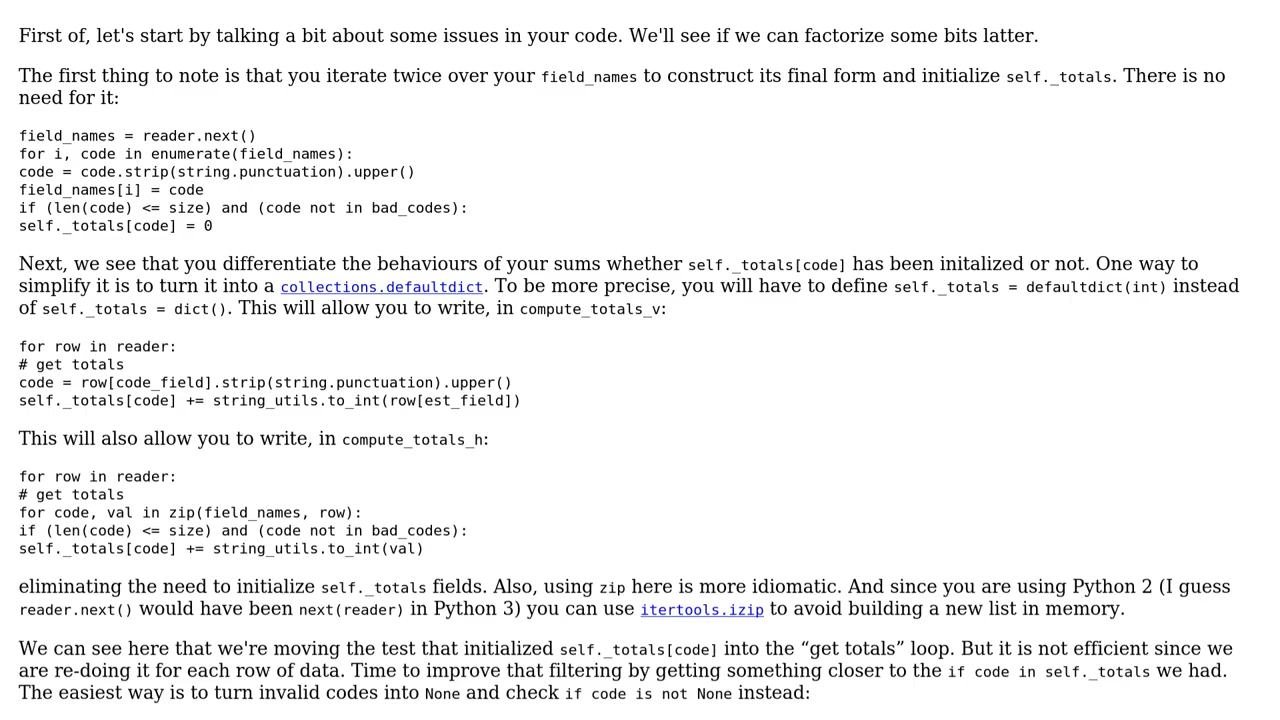 First of, let's start by talking a bit about some issues in your code. We'll see if we can factorize some bits latter.
The first thing to note is that you iterate twice over your field_names to construct its final form and initialize self._totals. There is no
need for it:
field_names = reader.next()
for i, code in enumerate(field_names):
code = code.strip(string.punctuation).upper()
field_names[i] = code
if (len(code) <= size) and (code not in bad_codes):
self._totals[code] = 0
Next, we see that you differentiate the behaviours of your sums whether self._totals[code] has been initalized or not. One way to
simplify it is to turn it into a collections.defaultdict. To be more precise, you will have to define self._totals = defaultdict(int) instead
of self._totals = dict(). This will allow you to write, in compute_totals_v:
for row in reader:
# get totals
code = row[code_field].strip(string.punctuation).upper()
self._totals[code] += string_utils.to_int(row[est_field])
This will also allow you to write, in compute_totals_h:
for row in reader:
# get totals
for code, val in zip(field_names, row):
if (len(code) <= size) and (code not in bad_codes):
self._totals[code] += string_utils.to_int(val)
eliminating the need to initialize self._totals fields. Also, using zip here is more idiomatic. And since you are using Python 2 (I guess
reader.next() would have been next(reader) in Python 3) you can use itertools.izip to avoid building a new list in memory.
We can see here that we're moving the test that initialized self._totals[code] into the “get totals” loop. But it is not efficient since we
are re-doing it for each row of data. Time to improve that filtering by getting something closer to the if code in self._totals we had.
The easiest way is to turn invalid codes into None and check if code is not None instead: